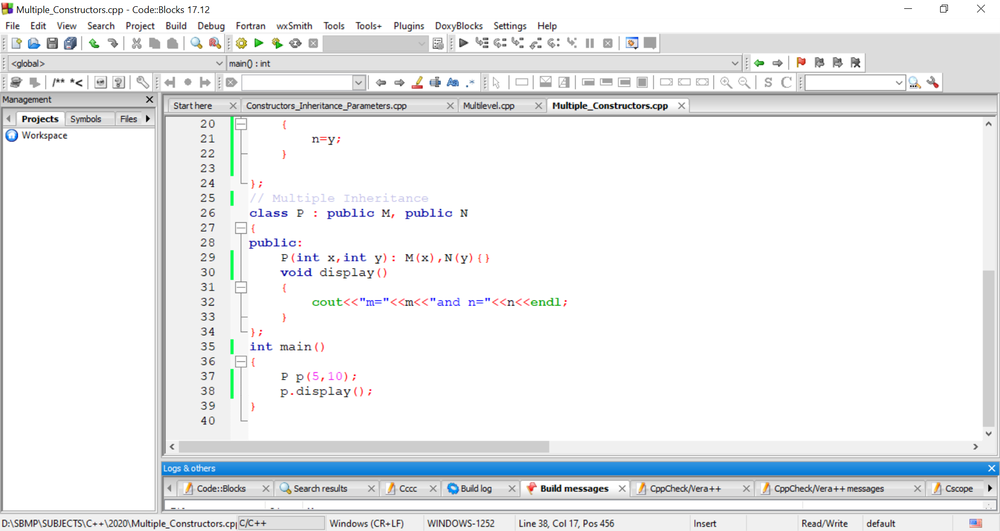 Multiple_Constructors.cpp - Code::Blocks 17.12
File Edit View Search Project Build Debug Fortran wxSmith Tools Tools+ Plugins DoxyBlocks Settings Help
<global> main() : int
/** *<
Management
Start here Constructors_Inheritance_Parameters.cpp Multilevel.cpp Multiple_Constructors.cpp
Projects Symbols Files
Workspace
20 {
21 n=y;
22 }
23
24 };
25 // Multiple Inheritance
26 class P : public M, public N
27 {
28 public:
29 P(int x,int y): M(x),N(y){}
30 void display()
31 {
32 cout<<"m="<<m<<"and n="<<n<<endl;
33 }
34 };
35 int main()
36 {
37 P p(5,10);
38 p.display();
39 }
40
Logs & others
Code::Blocks Search results Cccc Build log Build messages CppCheck/Vera++ CppCheck/Vera++ messages Cscope
D:\SBMP\SUBJECTS\C++\2020\Multiple_Constructors.cp C/C++ Windows (CR+LF) WINDOWS-1252 Line 38, Col 17, Pos 456 Insert Read/Write default